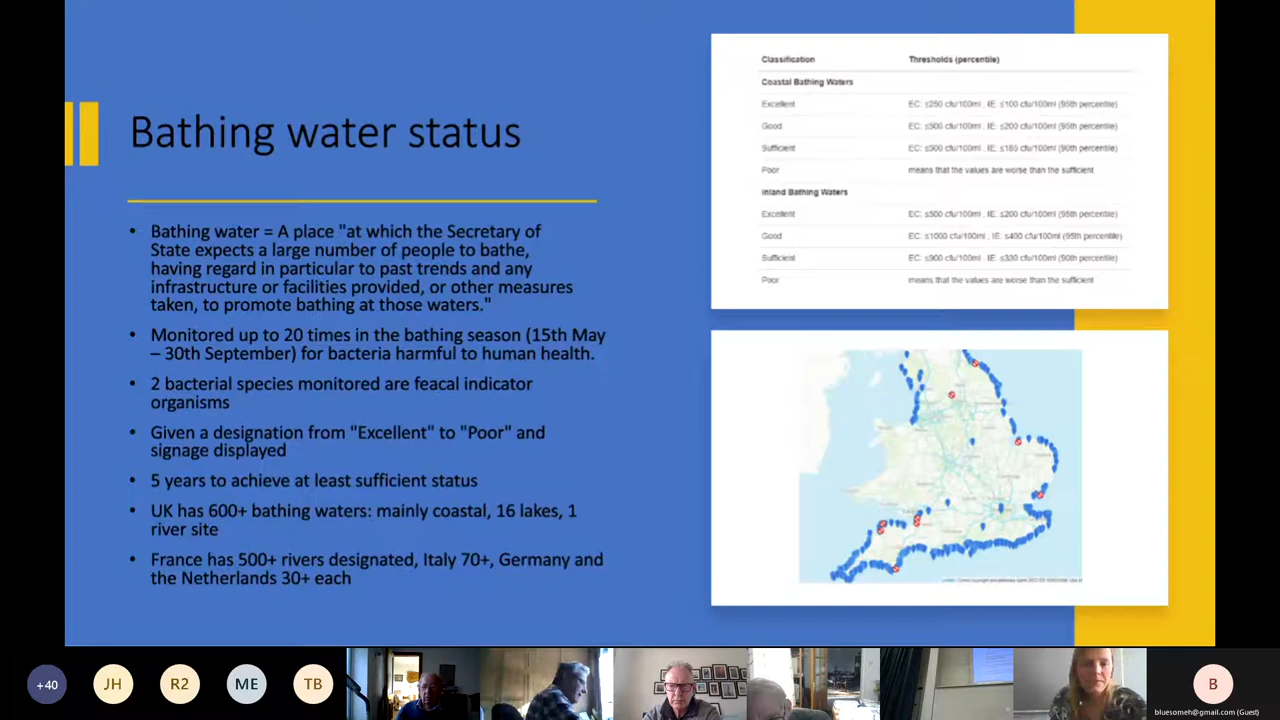 Bathing water status
• Bathing water = A place "at which the Secretary of
State expects a large number of people to bathe,
having regard in particular to past trends and any
infrastructure or facilities provided, or other measures
taken, to promote bathing at those waters."
• Monitored up to 20 times in the bathing season (15th May
– 30th September) for bacteria harmful to human health.
• 2 bacterial species monitored are feacal indicator
organisms
• Given a designation from "Excellent" to "Poor" and
signage displayed
• 5 years to achieve at least sufficient status
• UK has 600+ bathing waters: mainly coastal, 16 lakes, 1
river site
• France has 500+ rivers designated, Italy 70+, Germany and
the Netherlands 30+ each
Classification Thresholds (percentile)
Coastal Bathing Waters
Excellent EC: ≤250 cfu/100ml , IE: ≤100 cfu/100ml (95th percentile)
Good EC: ≤500 cfu/100ml , IE: ≤200 cfu/100ml (95th percentile)
Sufficient EC: ≤500 cfu/100ml , IE: ≤185 cfu/100ml (90th percentile)
Poor means that the values are worse than the sufficient
Inland Bathing Waters
Excellent EC: ≤500 cfu/100ml , IE: ≤200 cfu/100ml (95th percentile)
Good EC: ≤1000 cfu/100ml , IE: ≤400 cfu/100ml (95th percentile)
Sufficient EC: ≤900 cfu/100ml , IE: ≤330 cfu/100ml (90th percentile)
Poor means that the values are worse than the sufficient
+40 JH R2 ME TB B
bluesomeh@gmail.com (Guest)